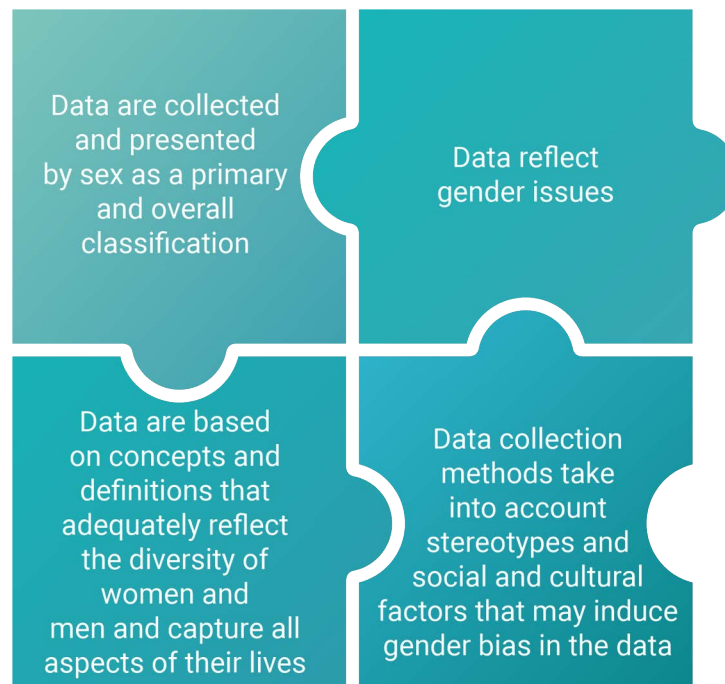 Data are collected
and presented
by sex as a primary
and overall
classification
Data reflect
gender issues
Data are based
on concepts and
definitions that
adequately reflect
the diversity of
women and
men and capture all
aspects of their lives
Data collection
methods take
into account
stereotypes and
social and cultural
factors that may induce
gender bias in the data